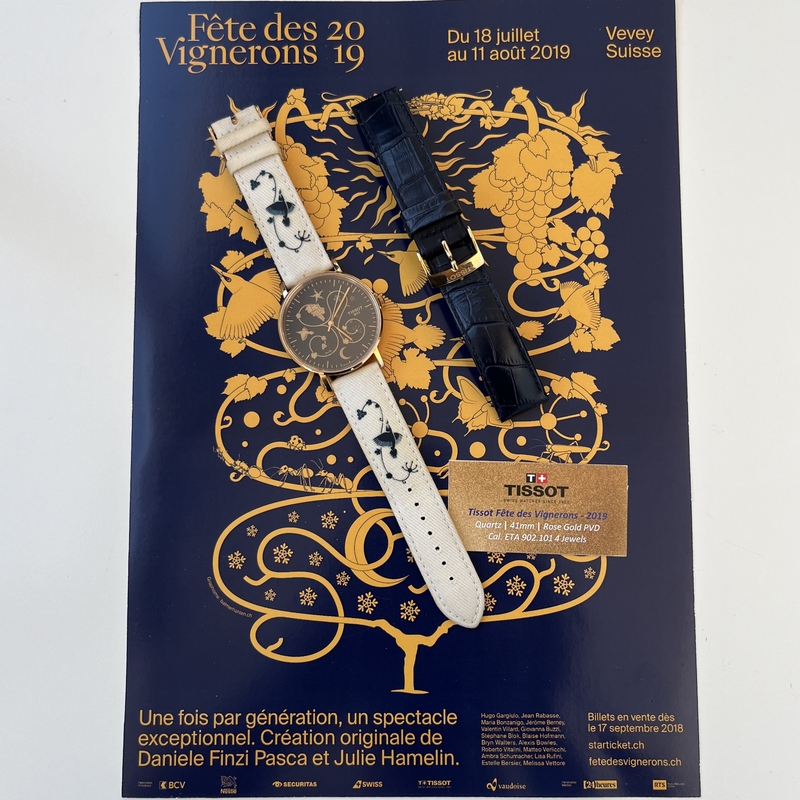 Fête des 20
Vignerons 19
Du 18 juillet
au 11 août 2019
Vevey
Suisse
TISSOT
TISSOT
T+
TISSOT
SWISS WATCHES SINCE 1853
Tissot Fête des Vignerons - 2019
Quartz | 41mm | Rose Gold PVD
Cal. ETA 902.101 4 Jewels
Une fois par génération, un spectacle
exceptionnel. Création originale de
Daniele Finzi Pasca et Julie Hamelin.
Hugo Gargiulo, Jean Rabasse,
Maria Bonzanigo, Jérôme Berney,
Valentin Villard, Giovanna Buzzi,
Stéphane Blok, Blaise Hofmann,
Bryn Walters, Alexis Bowles,
Roberto Vitalini, Matteo Verlicchi,
Ambra Schumacher, Lisa Rufini,
Estelle Bersier, Melissa Vettore
Billets en vente dès
le 17 septembre 2018
starticket.ch
fetedesvignerons.ch
BCV
Nestlé
SECURITAS
SWISS
T+TISSOT
vaudoise
24heures
RTS